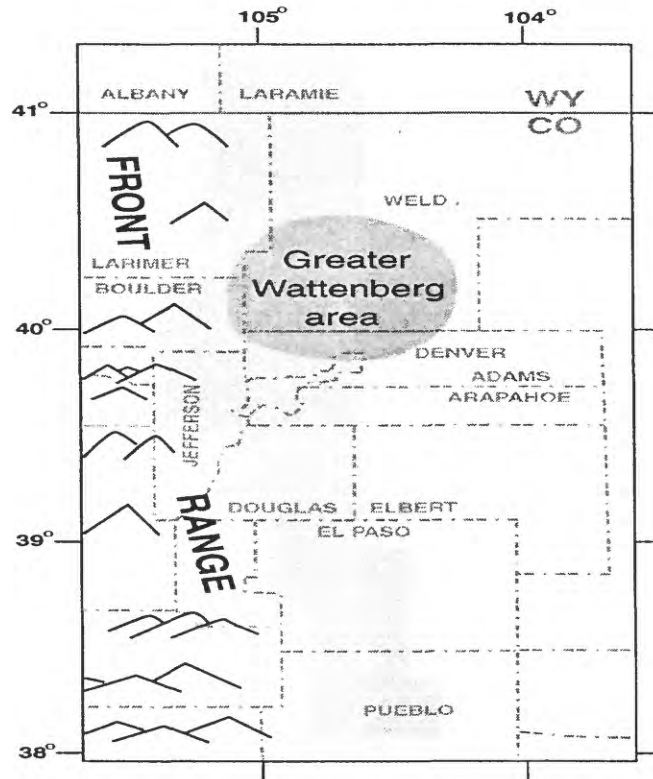 105° 104°
ALBANY LARAMIE WY
41°
CO
FRONT
WELD
LARIMER
BOULDER
Greater
Wattenberg
area
40°
DENVER
ADAMS
ARAPAHOE
JEFFERSON
RANGE
DOUGLAS ELBERT
EL PASO
39°
PUEBLO
38°